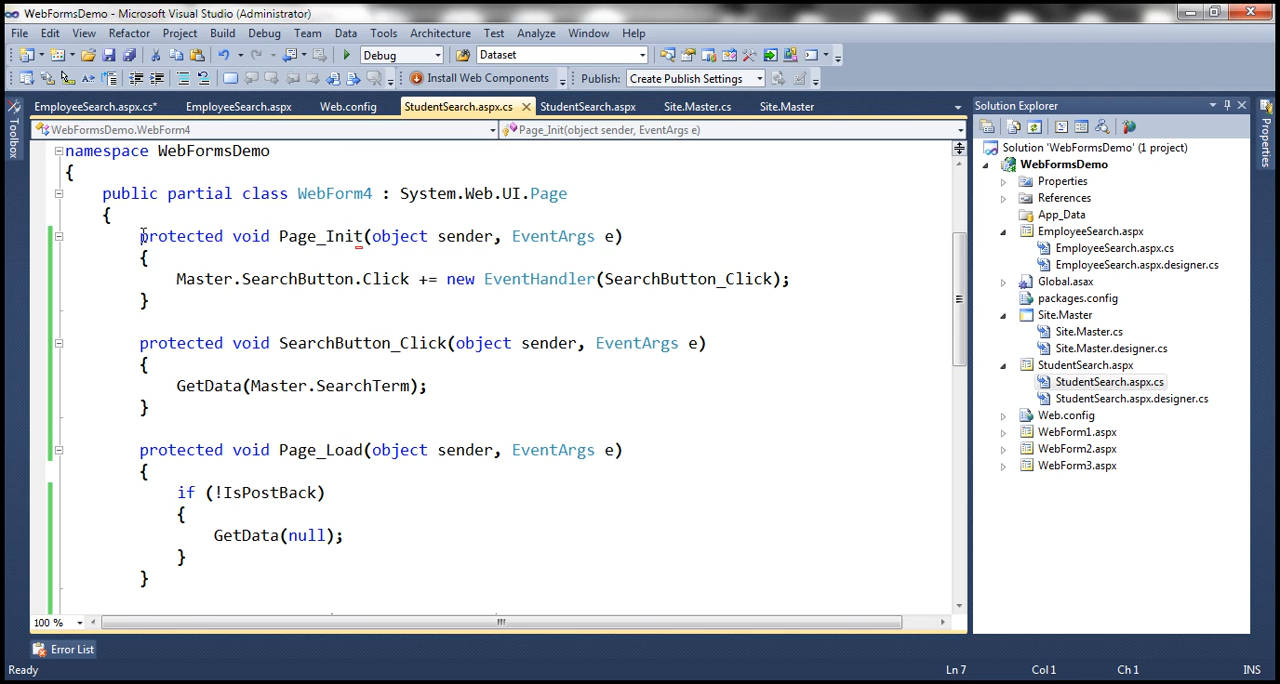 WebFormsDemo - Microsoft Visual Studio (Administrator)
File Edit View Refactor Project Build Debug Team Data Tools Architecture Test Analyze Window Help
Debug Dataset
Install Web Components Publish: Create Publish Settings
EmployeeSearch.aspx.cs* EmployeeSearch.aspx Web.config StudentSearch.aspx.cs StudentSearch.aspx Site.Master.cs Site.Master
WebFormsDemo.WebForm4 Page_Init(object sender, EventArgs e)
Toolbox
namespace WebFormsDemo
{
public partial class WebForm4 : System.Web.UI.Page
{
protected void Page_Init(object sender, EventArgs e)
{
Master.SearchButton.Click += new EventHandler(SearchButton_Click);
}
protected void SearchButton_Click(object sender, EventArgs e)
{
GetData(Master.SearchTerm);
}
protected void Page_Load(object sender, EventArgs e)
{
if (!IsPostBack)
{
GetData(null);
}
}
100 %
Solution Explorer
Solution 'WebFormsDemo' (1 project)
WebFormsDemo
Properties
References
App_Data
EmployeeSearch.aspx
EmployeeSearch.aspx.cs
EmployeeSearch.aspx.designer.cs
Global.asax
packages.config
Site.Master
Site.Master.cs
Site.Master.designer.cs
StudentSearch.aspx
StudentSearch.aspx.cs
StudentSearch.aspx.designer.cs
Web.config
WebForm1.aspx
WebForm2.aspx
WebForm3.aspx
Properties
Error List
Ready Ln 7 Col 1 Ch 1 INS